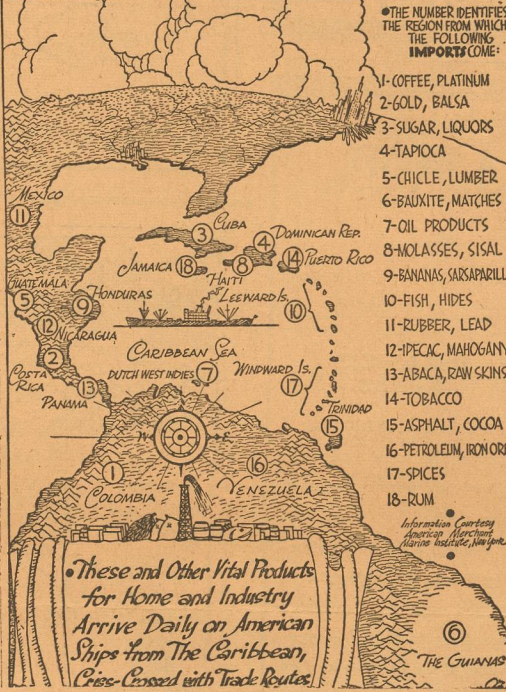 •THE NUMBER IDENTIFIES
THE REGION FROM WHICH
THE FOLLOWING
IMPORTS COME:
1-COFFEE, PLATINUM
2-GOLD, BALSA
3-SUGAR, LIQUORS
4-TAPIOCA
5-CHICLE, LUMBER
6-BAUXITE, MATCHES
7-OIL PRODUCTS
8-MOLASSES, SISAL
9-BANANAS, SARSAPARILL
10-FISH, HIDES
11-RUBBER, LEAD
12-IPECAC, MAHOGANY
13-ABACA, RAW SKINS
14-TOBACCO
15-ASPHALT, COCOA
16-PETROLEUM, IRON OR
17-SPICES
18-RUM
Information Courtesy
American Merchant
Marine Institute, New York
MEXICO
11
CUBA
3
DOMINICAN REP.
4
JAMAICA 18
8
14 PUERTO RICO
HAITI
GUATEMALA
5
HONDURAS
9
LEEWARD IS.
10
12
NICARAGUA
2
CARIBBEAN SEA
COSTA
RICA
DUTCH WEST INDIES
7
WINDWARD IS.
17
13
PANAMA
TRINIDAD
15
N
W E
1
COLOMBIA
16
VENEZUELA
•These and Other Vital Products
for Home and Industry
Arrive Daily on American
Ships from The Caribbean,
Criss-Crossed with Trade Routes
6
THE GUIANAS